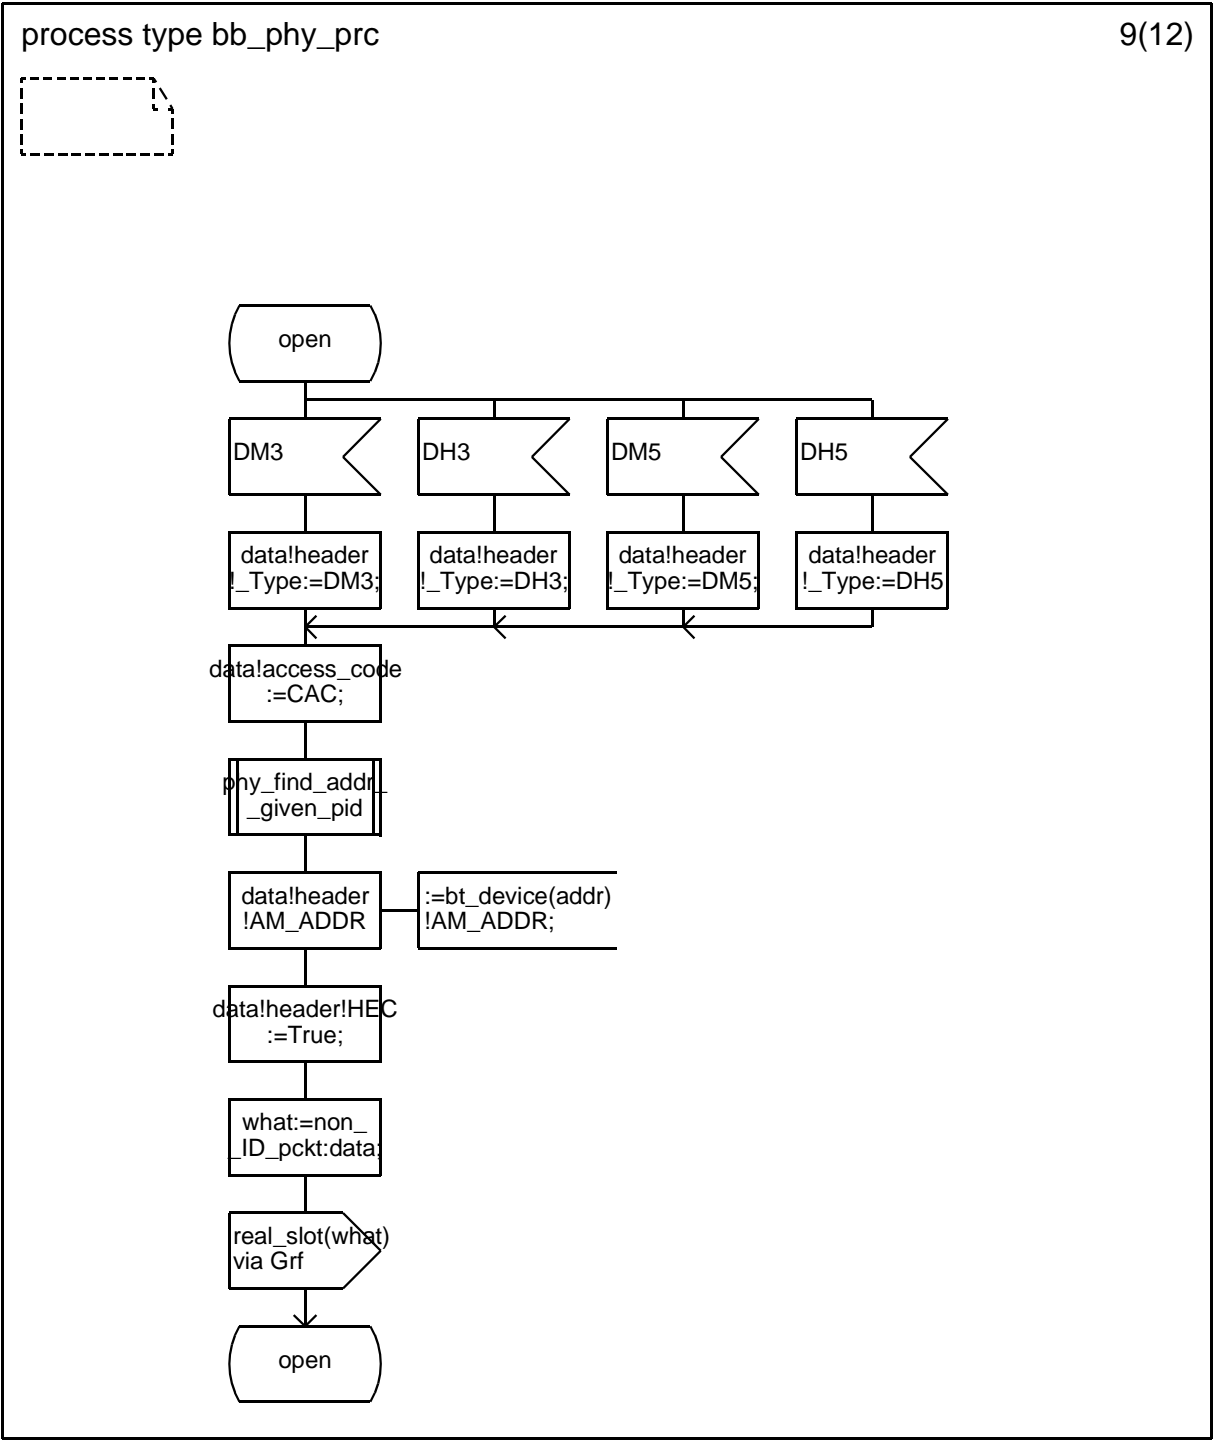 process type bb_phy_prc
9(12)
open
DM3
DH3
DM5
DH5
data!header
!_Type:=DM3;
data!header
!_Type:=DH3;
data!header
!_Type:=DM5;
data!header
!_Type:=DH5
data!access_code
:=CAC;
phy_find_addr_
_given_pid
data!header
!AM_ADDR
:=bt_device(addr)
!AM_ADDR;
data!header!HEC
:=True;
what:=non_
_ID_pckt:data;
real_slot(what)
via Grf
open